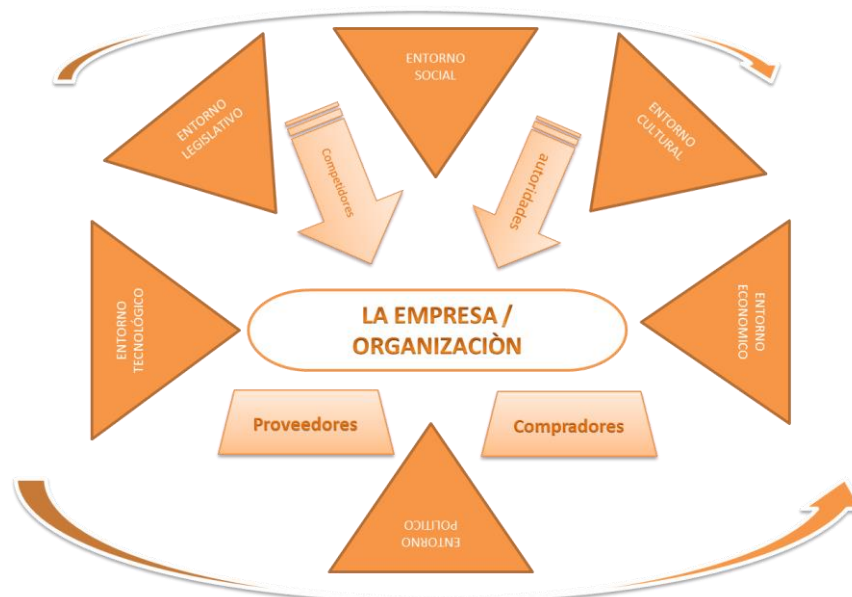 ENTORNO
SOCIAL
ENTORNO
LEGISLATIVO
ENTORNO
CULTURAL
Competidores
autoridades
ENTORNO
TECNOLÓGICO
LA EMPRESA /
ORGANIZACIÒN
ENTORNO
ECONOMICO
Proveedores
Compradores
ENTORNO
POLITICO